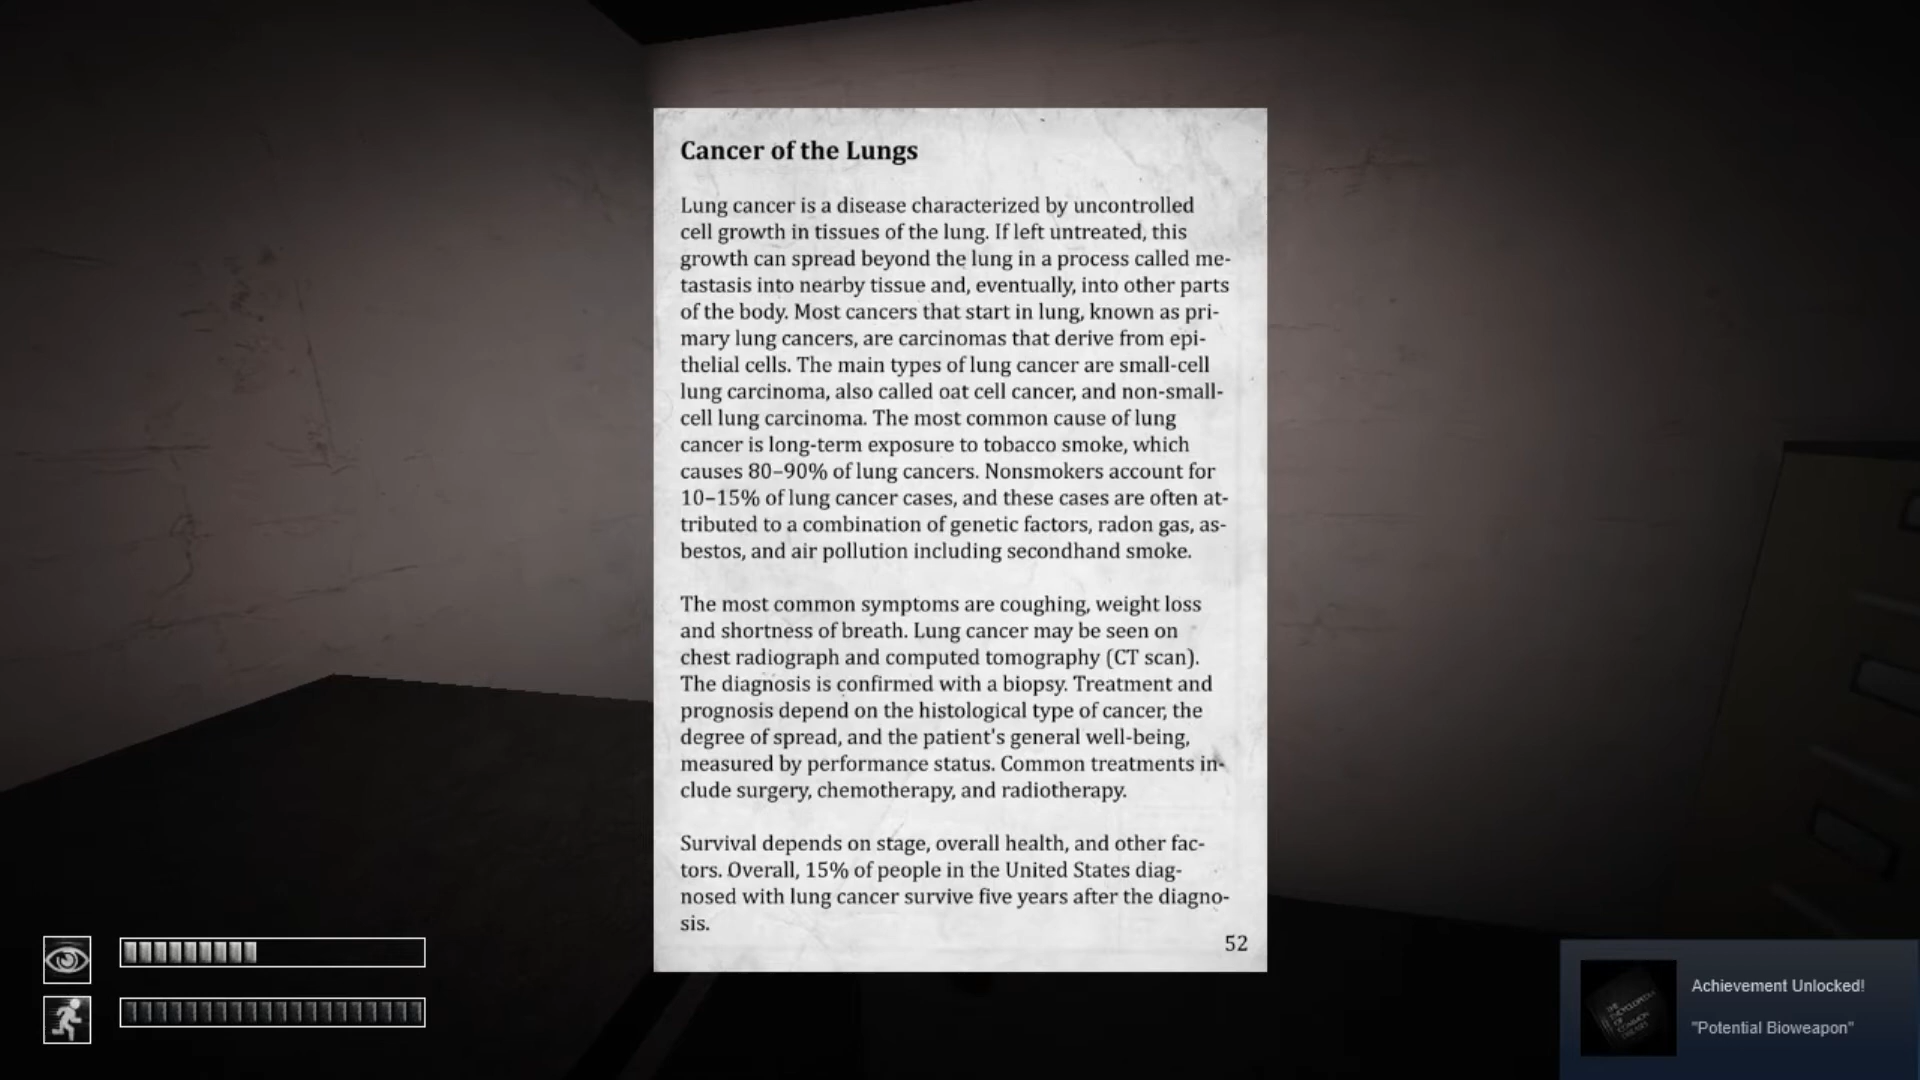 Cancer of the Lungs
Lung cancer is a disease characterized by uncontrolled
cell growth in tissues of the lung. If left untreated, this
growth can spread beyond the lung in a process called me-
tastasis into nearby tissue and, eventually, into other parts
of the body. Most cancers that start in lung, known as pri-
mary lung cancers, are carcinomas that derive from epi-
thelial cells. The main types of lung cancer are small-cell
lung carcinoma, also called oat cell cancer, and non-small-
cell lung carcinoma. The most common cause of lung
cancer is long-term exposure to tobacco smoke, which
causes 80–90% of lung cancers. Nonsmokers account for
10–15% of lung cancer cases, and these cases are often at-
tributed to a combination of genetic factors, radon gas, as-
bestos, and air pollution including secondhand smoke.
The most common symptoms are coughing, weight loss
and shortness of breath. Lung cancer may be seen on
chest radiograph and computed tomography (CT scan).
The diagnosis is confirmed with a biopsy. Treatment and
prognosis depend on the histological type of cancer, the
degree of spread, and the patient's general well-being,
measured by performance status. Common treatments in-
clude surgery, chemotherapy, and radiotherapy.
Survival depends on stage, overall health, and other fac-
tors. Overall, 15% of people in the United States diag-
nosed with lung cancer survive five years after the diagno-
sis.
52
THE
ENCYCLOPEDIA
OF
COMMON
DISEASES
Achievement Unlocked!
"Potential Bioweapon"